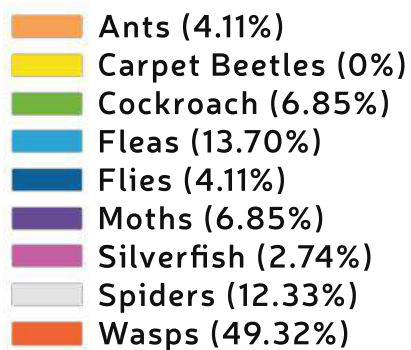 Ants (4.11%)
Carpet Beetles (0%)
Cockroach (6.85%)
Fleas (13.70%)
Flies (4.11%)
Moths (6.85%)
Silverfish (2.74%)
Spiders (12.33%)
Wasps (49.32%)